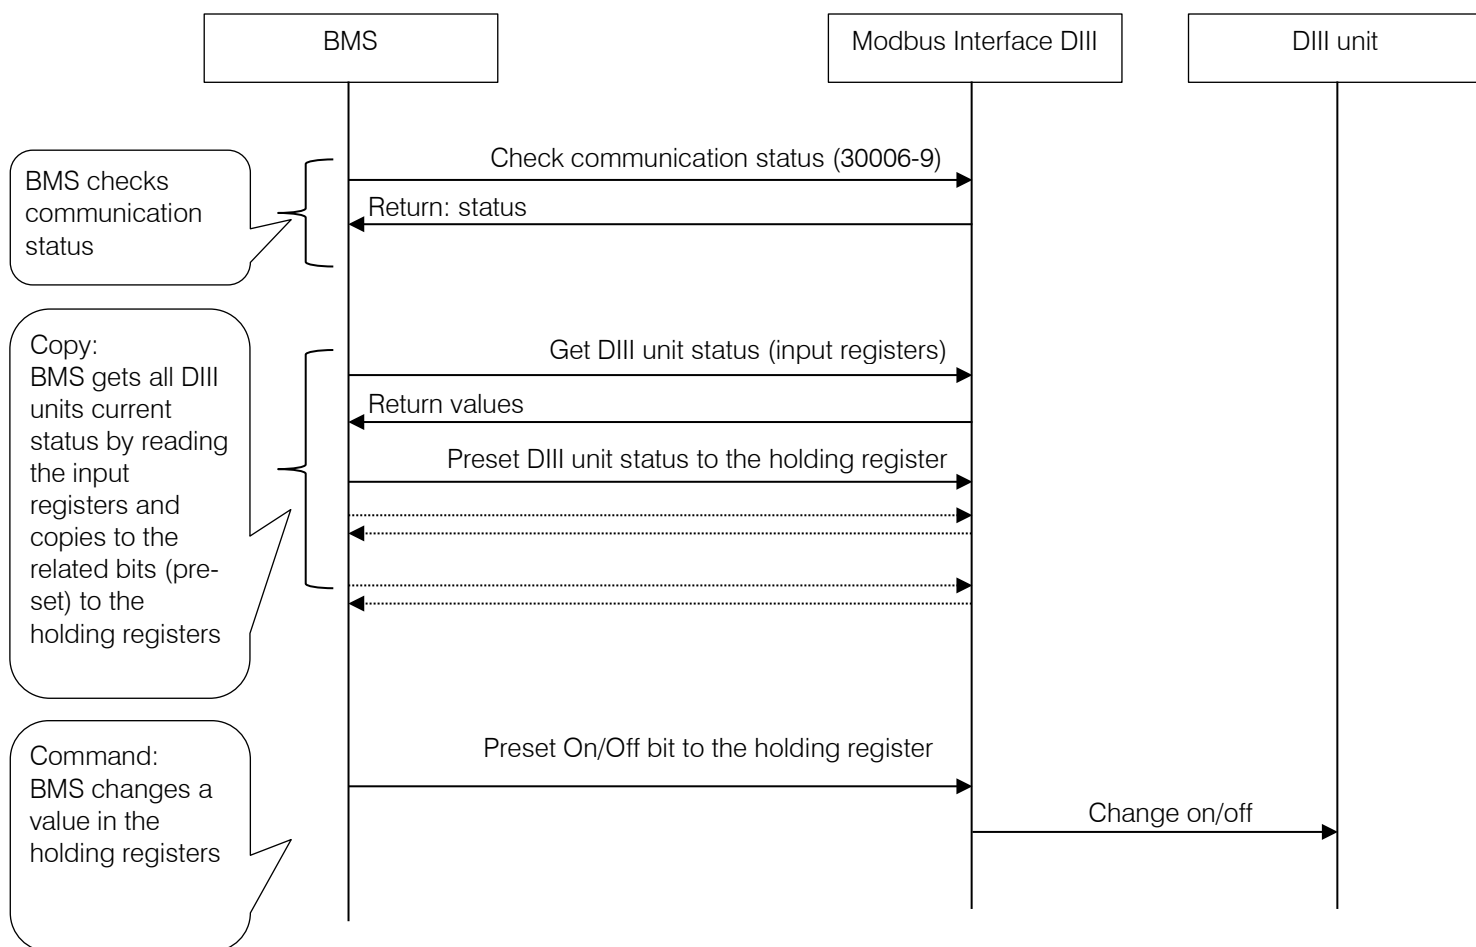 BMS
Modbus Interface DIII
DIII unit
BMS checks
communication
status
Check communication status (30006-9)
Return: status
Copy:
BMS gets all DIII
units current
status by reading
the input
registers and
copies to the
related bits (pre-
set) to the
holding registers
Get DIII unit status (input registers)
Return values
Preset DIII unit status to the holding register
Command:
BMS changes a
value in the
holding registers
Preset On/Off bit to the holding register
Change on/off